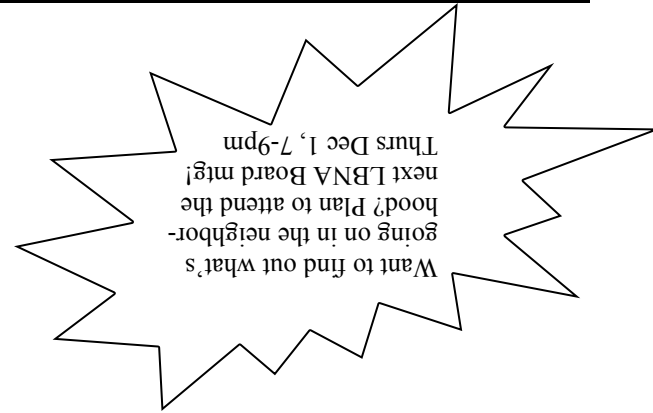 Want to find out what's
going on in the neighbor-
hood? Plan to attend the
next LBNA Board mtg!
Thurs Dec 1, 7-9pm